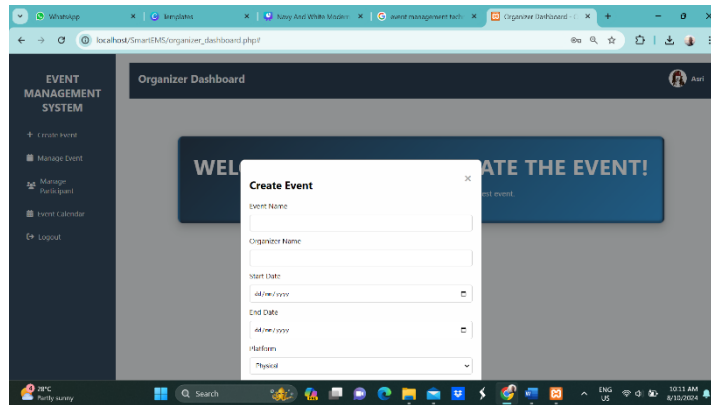 WhatsApp
Templates
Navy And White Modern
event management tech
Organizer Dashboard -
localhost/SmartEMS/organizer_dashboard.php#
EVENT
MANAGEMENT
SYSTEM
Organizer Dashboard
Asri
+ Create Event
Manage Event
Manage
Participant
Event Calendar
Logout
WEL
ATE THE EVENT!
est event.
Create Event
×
Event Name
Organizer Name
Start Date
dd/mm/yyyy
End Date
dd/mm/yyyy
Platform
Physical
28°C
Partly sunny
Search
ENG
US
10:11 AM
8/10/2024